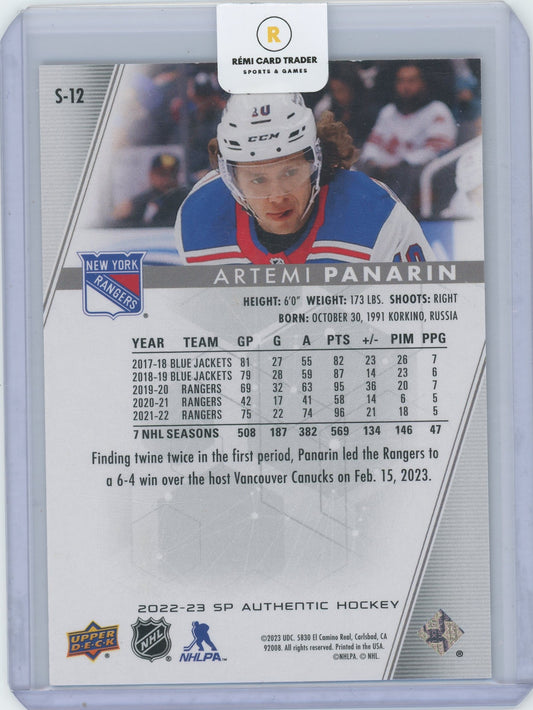 R
RÉMI CARD TRADER
SPORTS & GAMES
S-12
10
CCM
10
NEW YORK
RANGERS
®
ARTEMI PANARIN
HEIGHT: 6'0" WEIGHT: 173 LBS. SHOOTS: RIGHT
BORN: OCTOBER 30, 1991 KORKINO, RUSSIA
YEAR TEAM GP G A PTS +/- PIM PPG
2017-18 BLUE JACKETS 81 27 55 82 23 26 7
2018-19 BLUE JACKETS 79 28 59 87 14 23 6
2019-20 RANGERS 69 32 63 95 36 20 7
2020-21 RANGERS 42 17 41 58 14 6 5
2021-22 RANGERS 75 22 74 96 21 18 5
7 NHL SEASONS 508 187 382 569 134 146 47
Finding twine twice in the first period, Panarin led the Rangers to
a 6-4 win over the host Vancouver Canucks on Feb. 15, 2023.
2022-23 SP AUTHENTIC HOCKEY
UPPER
DECK
NHL
®
NHLPA™
©2023 UDC. 5830 El Camino Real, Carlsbad, CA
92008. All rights reserved. Printed in the USA.
©NHLPA. © NHL.
®